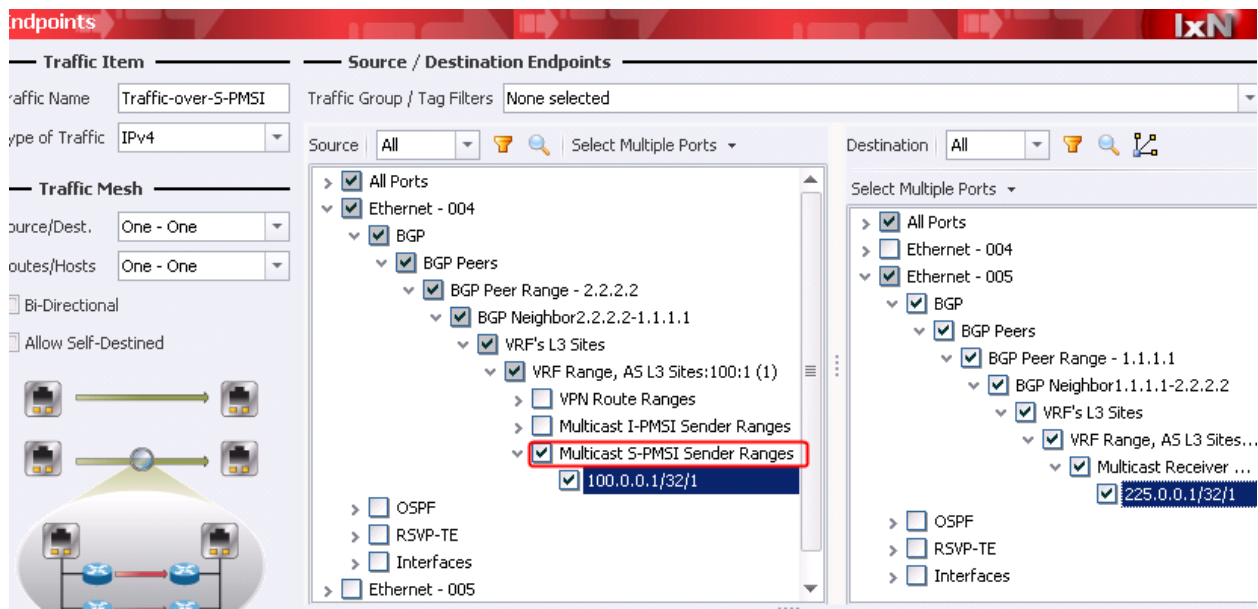 Endpoints
IxN
Traffic Item
Traffic Name Traffic-over-S-PMSI
Type of Traffic IPv4
Traffic Mesh
Source/Dest. One - One
Routes/Hosts One - One
Bi-Directional
Allow Self-Destined
Source / Destination Endpoints
Traffic Group / Tag Filters None selected
Source All Select Multiple Ports
All Ports
Ethernet - 004
BGP
BGP Peers
BGP Peer Range - 2.2.2.2
BGP Neighbor2.2.2.2-1.1.1.1
VRF's L3 Sites
VRF Range, AS L3 Sites:100:1 (1)
VPN Route Ranges
Multicast I-PMSI Sender Ranges
Multicast S-PMSI Sender Ranges
100.0.0.1/32/1
OSPF
RSVP-TE
Interfaces
Ethernet - 005
Destination All
Select Multiple Ports
All Ports
Ethernet - 004
Ethernet - 005
BGP
BGP Peers
BGP Peer Range - 1.1.1.1
BGP Neighbor1.1.1.1-2.2.2.2
VRF's L3 Sites
VRF Range, AS L3 Sites...
Multicast Receiver ...
225.0.0.1/32/1
OSPF
RSVP-TE
Interfaces